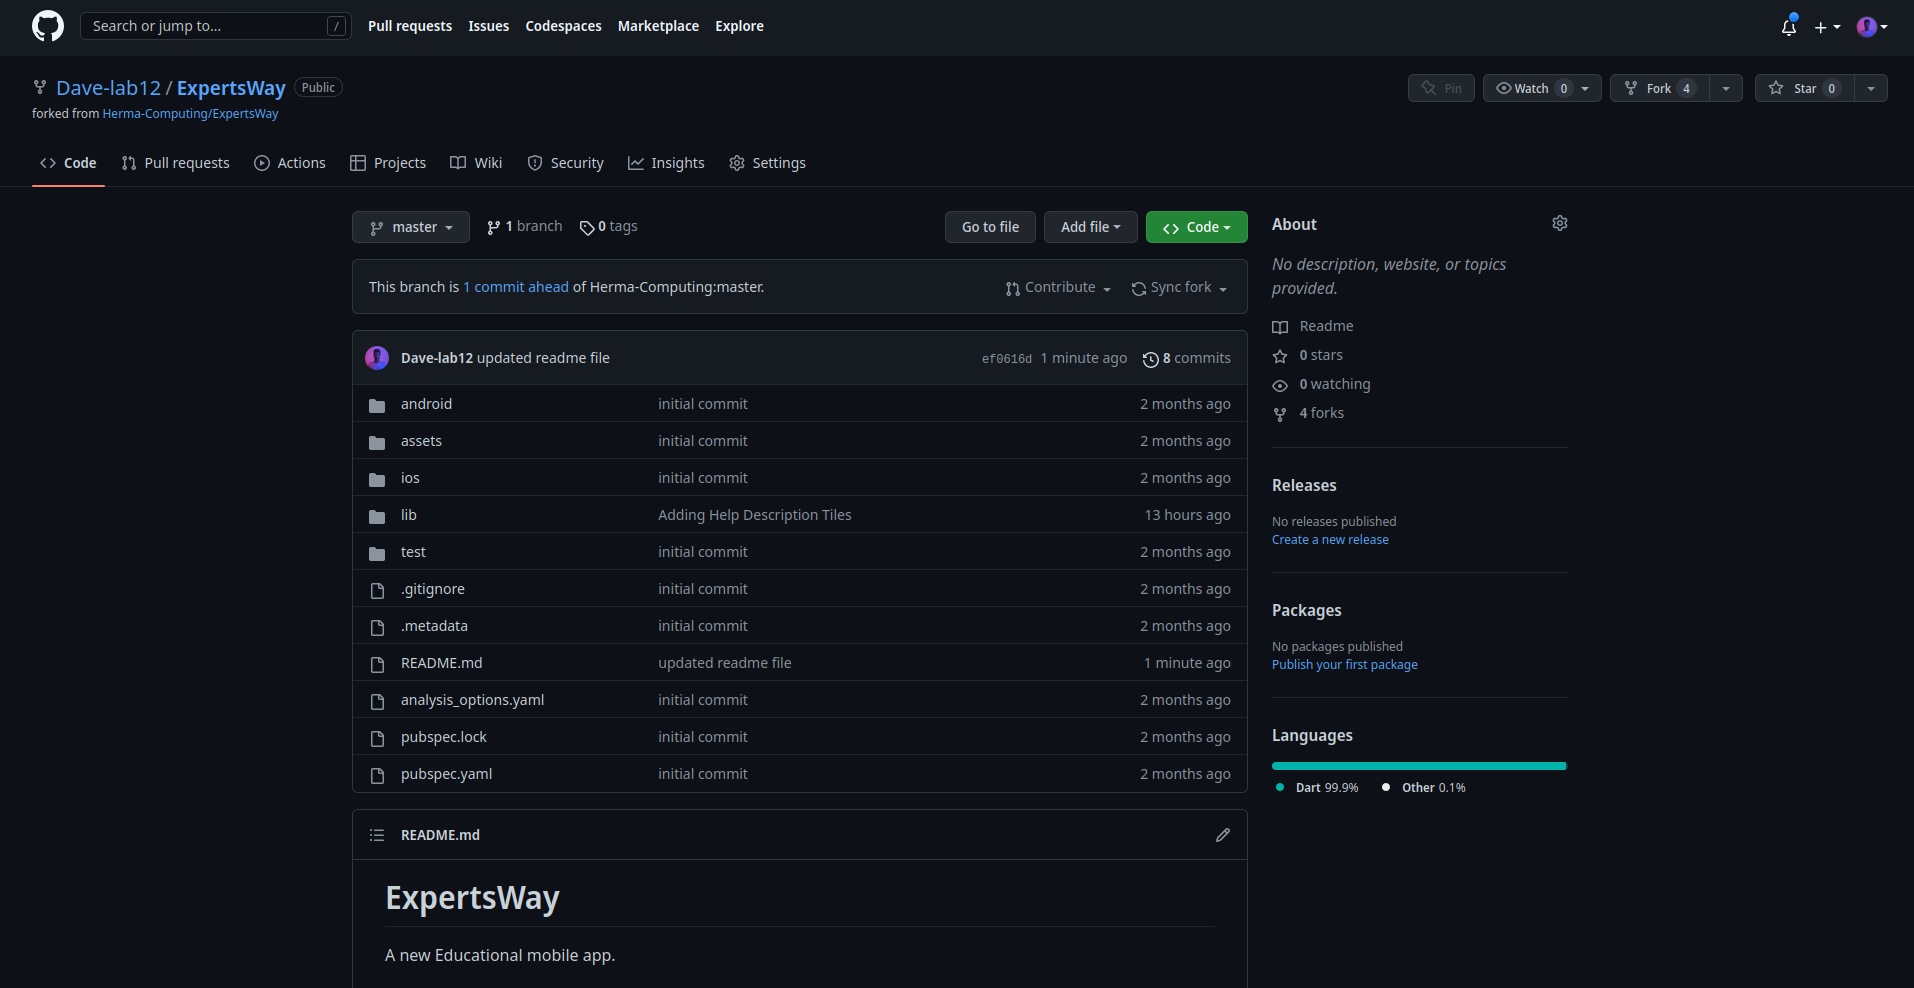 Search or jump to... /
Pull requests Issues Codespaces Marketplace Explore
Dave-lab12 / ExpertsWay Public
forked from Herma-Computing/ExpertsWay
Pin Watch 0 Fork 4 Star 0
Code Pull requests Actions Projects Wiki Security Insights Settings
master 1 branch 0 tags Go to file Add file Code
This branch is 1 commit ahead of Herma-Computing:master. Contribute Sync fork
Dave-lab12 updated readme file ef0616d 1 minute ago 8 commits
android initial commit 2 months ago
assets initial commit 2 months ago
ios initial commit 2 months ago
lib Adding Help Description Tiles 13 hours ago
test initial commit 2 months ago
.gitignore initial commit 2 months ago
.metadata initial commit 2 months ago
README.md updated readme file 1 minute ago
analysis_options.yaml initial commit 2 months ago
pubspec.lock initial commit 2 months ago
pubspec.yaml initial commit 2 months ago
README.md
ExpertsWay
A new Educational mobile app.
About
No description, website, or topics
provided.
Readme
0 stars
0 watching
4 forks
Releases
No releases published
Create a new release
Packages
No packages published
Publish your first package
Languages
Dart 99.9% Other 0.1%